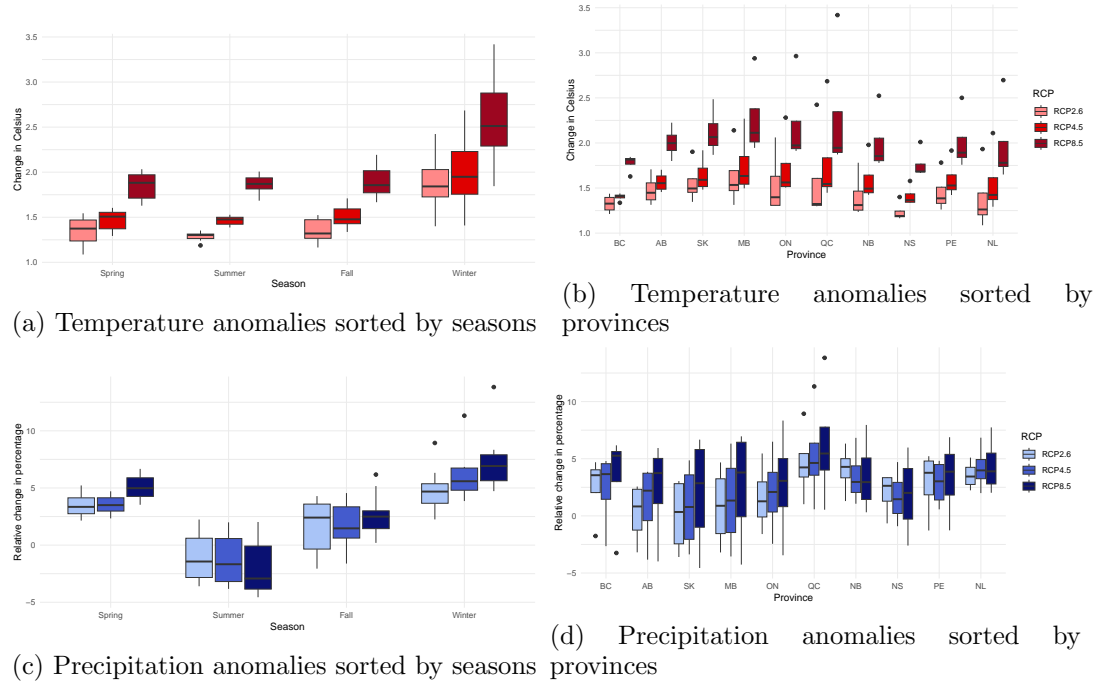 3.5
3.0
2.5
2.0
1.5
1.0
Change in Celsius
Spring Summer Fall Winter
Season
(a) Temperature anomalies sorted by seasons
3.5
3.0
2.5
2.0
1.5
1.0
Change in Celsius
BC AB SK MB ON QC NB NS PE NL
Province
RCP
RCP2.6
RCP4.5
RCP8.5
(b) Temperature anomalies sorted by
provinces
10
5
0
−5
Relative change in percentage
Spring Summer Fall Winter
Season
(c) Precipitation anomalies sorted by seasons
10
5
0
−5
Relative change in percentage
BC AB SK MB ON QC NB NS PE NL
Province
RCP
RCP2.6
RCP4.5
RCP8.5
(d) Precipitation anomalies sorted by
provinces